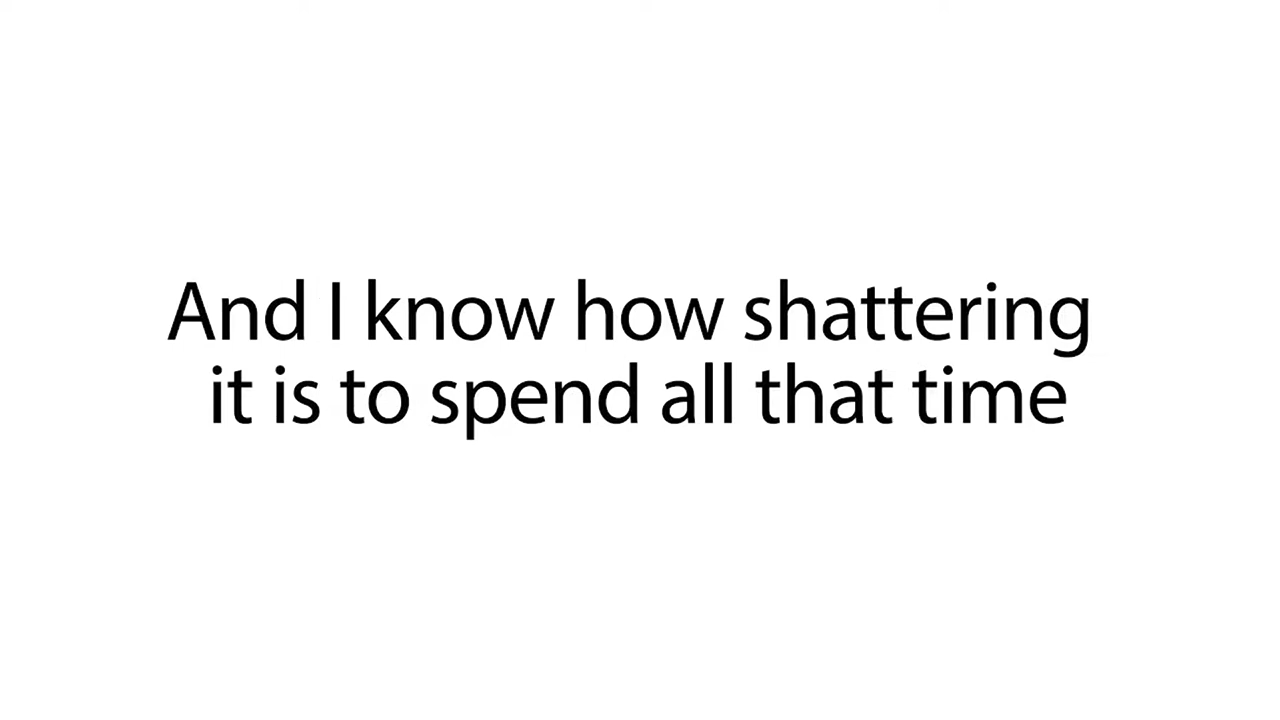 And I know how shattering
it is to spend all that time